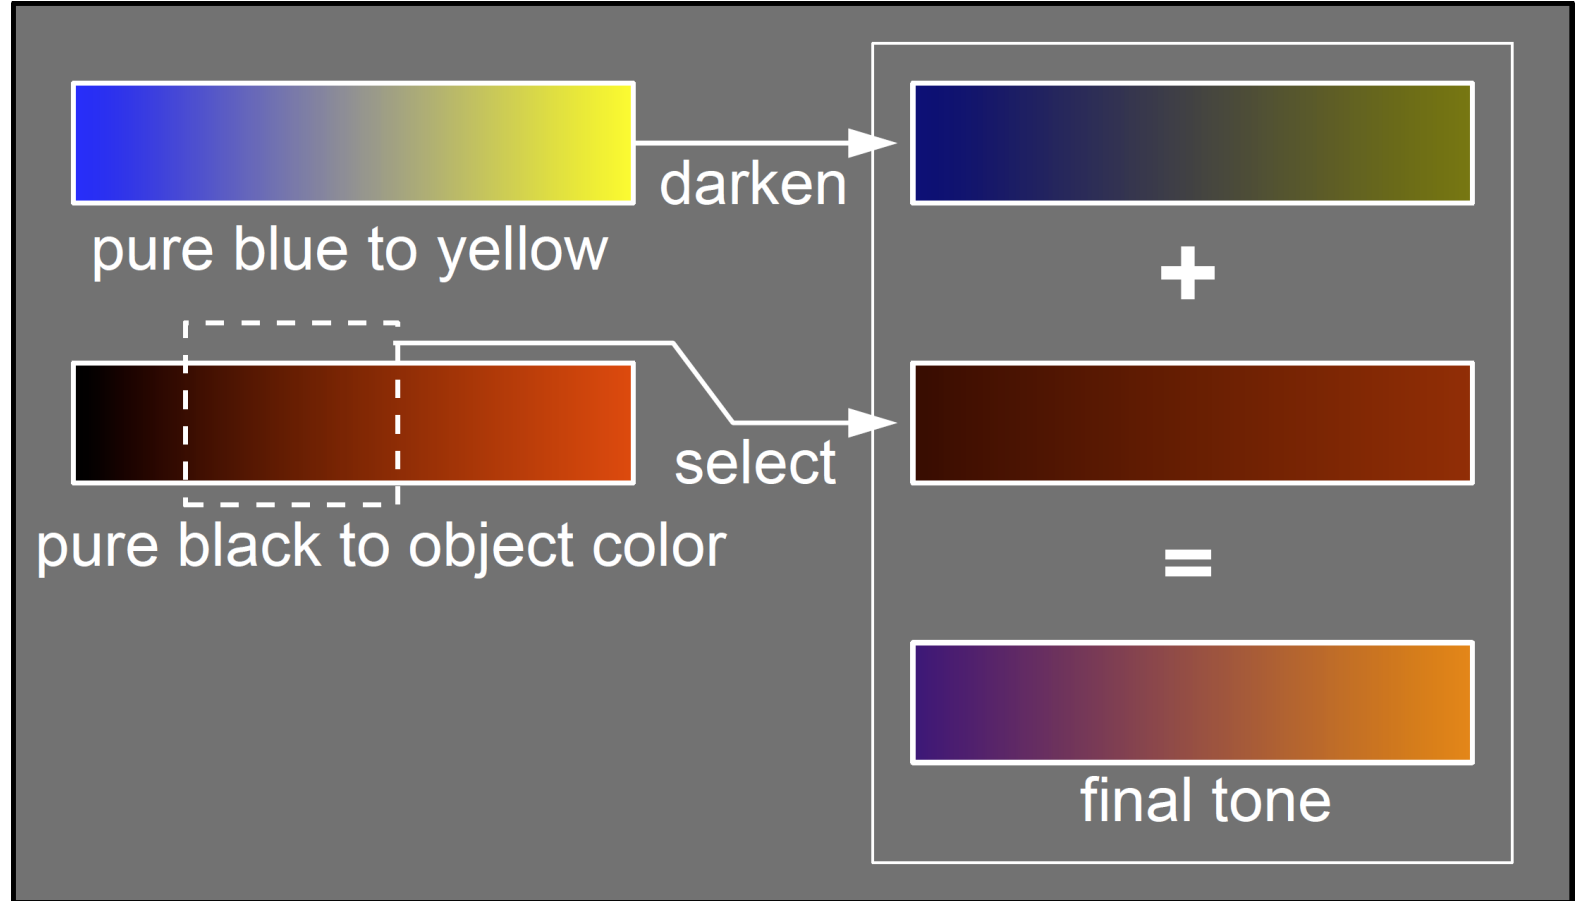 darken
pure blue to yellow
+
select
pure black to object color
=
final tone